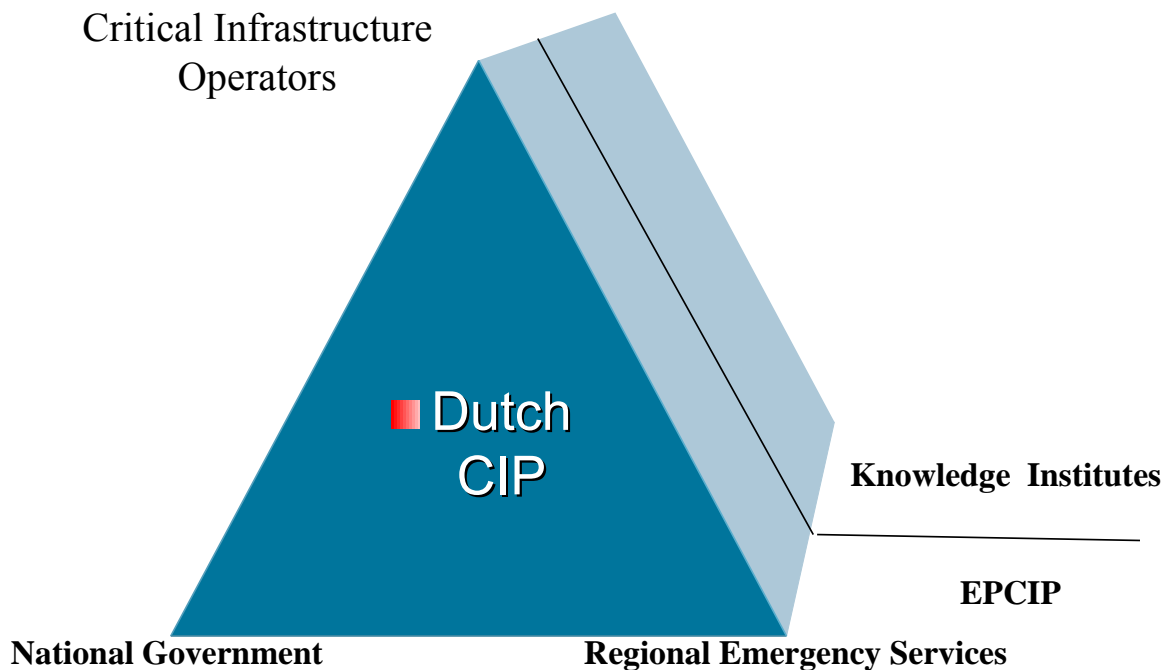 Critical Infrastructure
Operators
Dutch
CIP
Knowledge Institutes
EPCIP
National Government
Regional Emergency Services